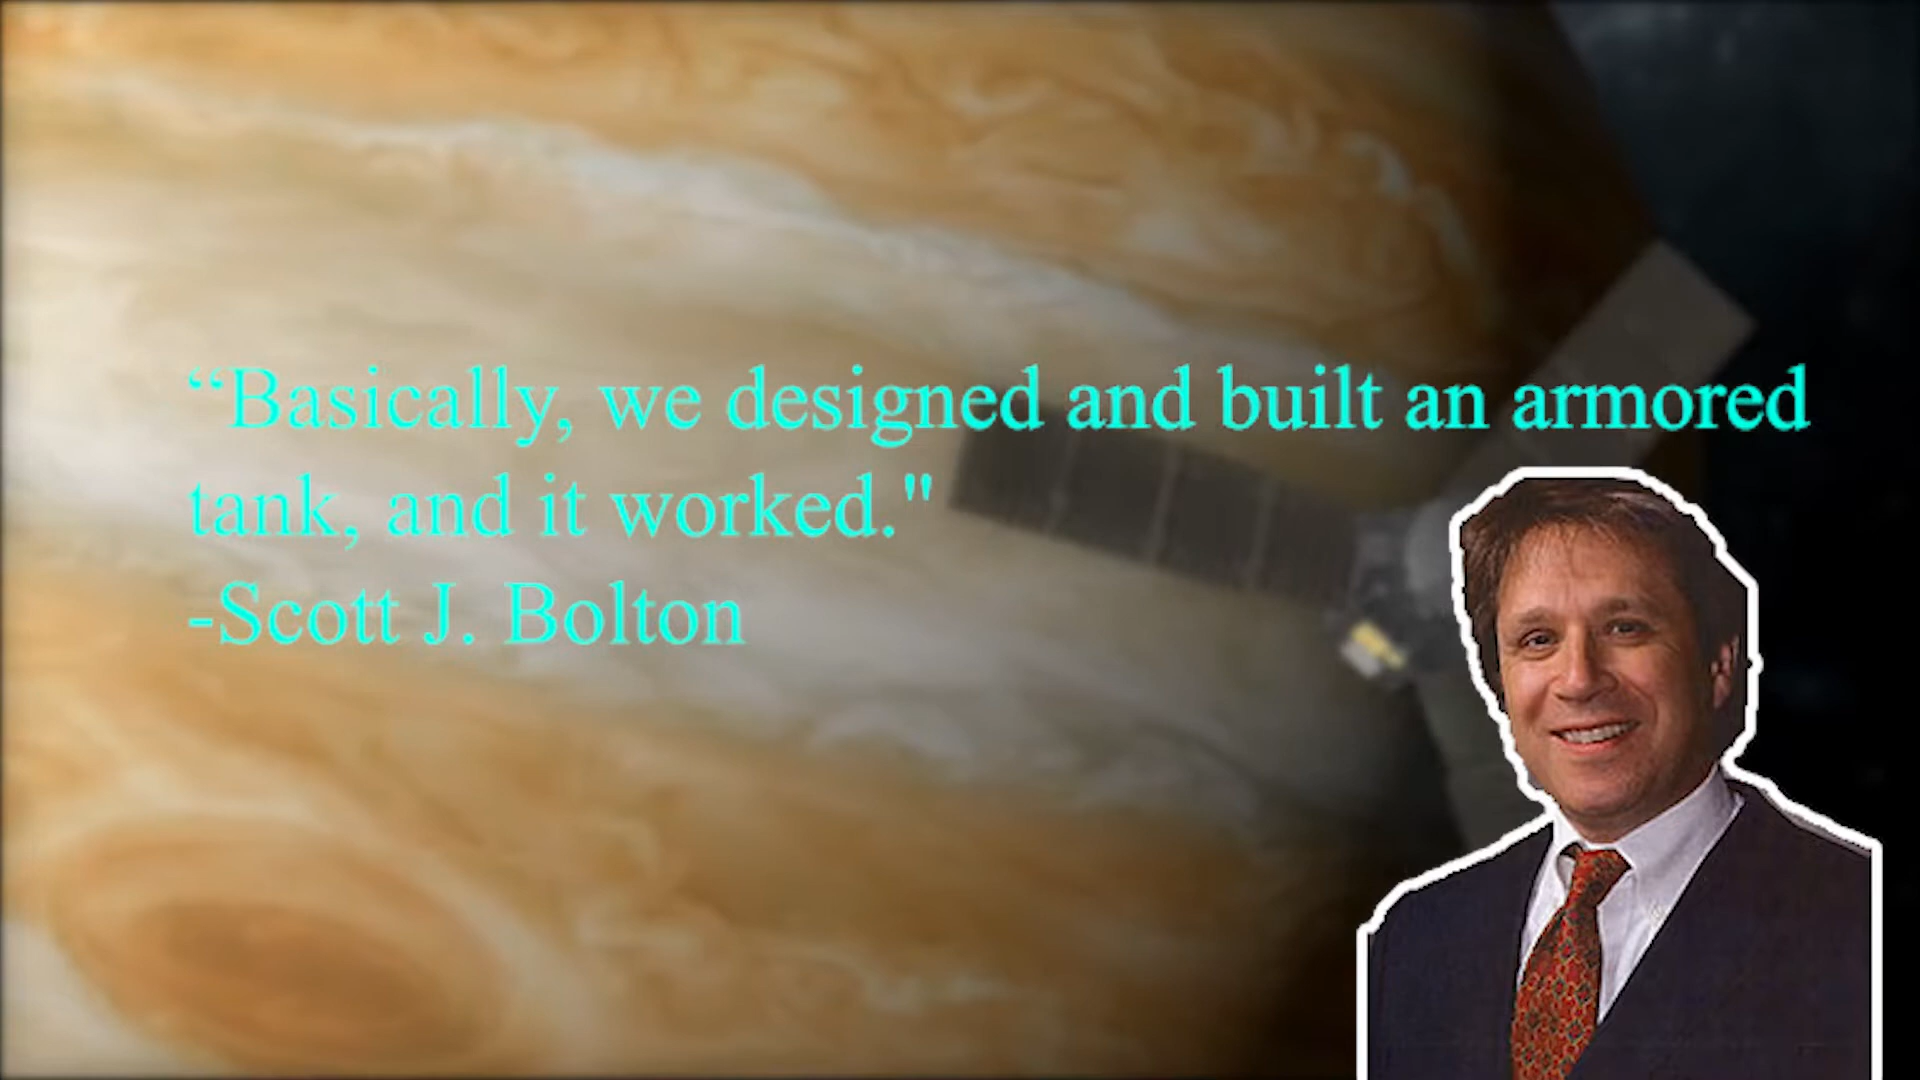 “Basically, we designed and built an armored
tank, and it worked."
-Scott J. Bolton